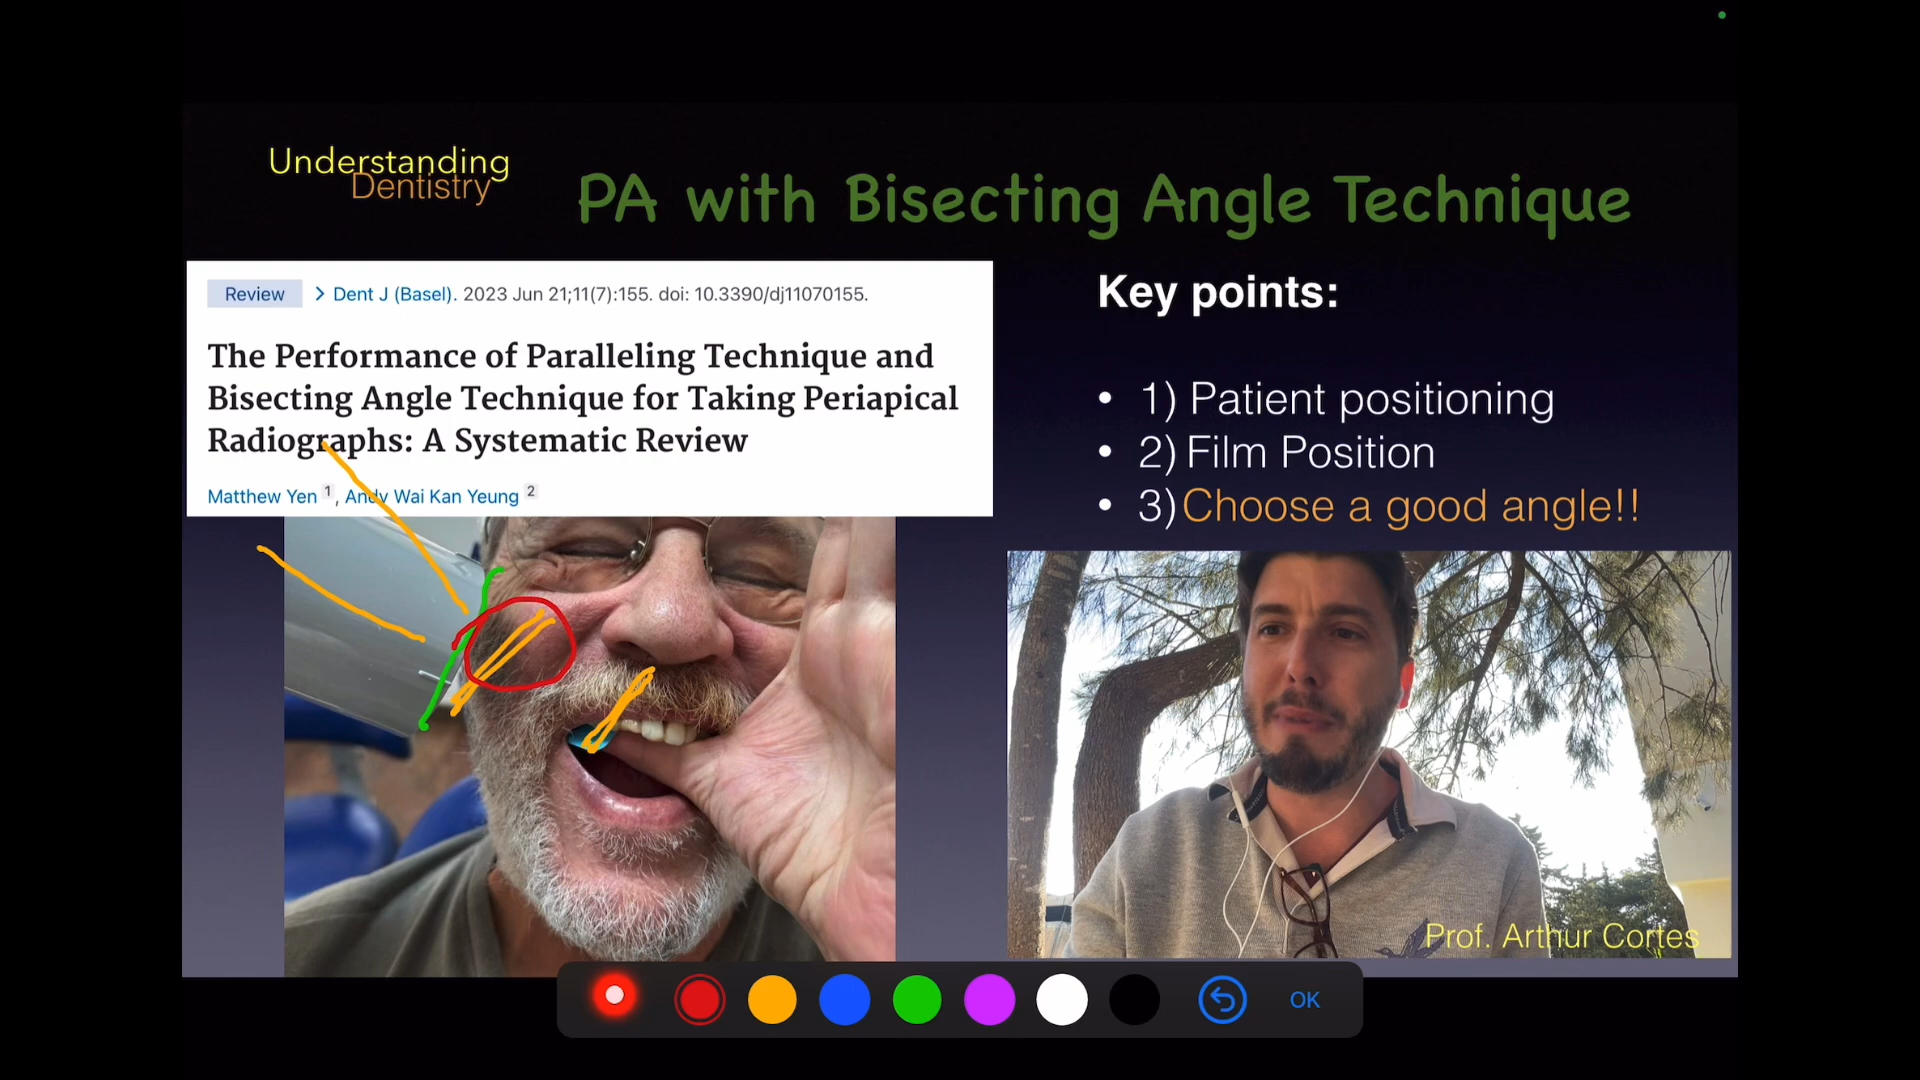 Understanding
Dentistry
PA with Bisecting Angle Technique
Review > Dent J (Basel). 2023 Jun 21;11(7):155. doi: 10.3390/dj11070155.
The Performance of Paralleling Technique and
Bisecting Angle Technique for Taking Periapical
Radiographs: A Systematic Review
Matthew Yen 1, Andy Wai Kan Yeung 2
Key points:
• 1) Patient positioning
• 2) Film Position
• 3) Choose a good angle!!
Prof. Arthur Cortes
OK